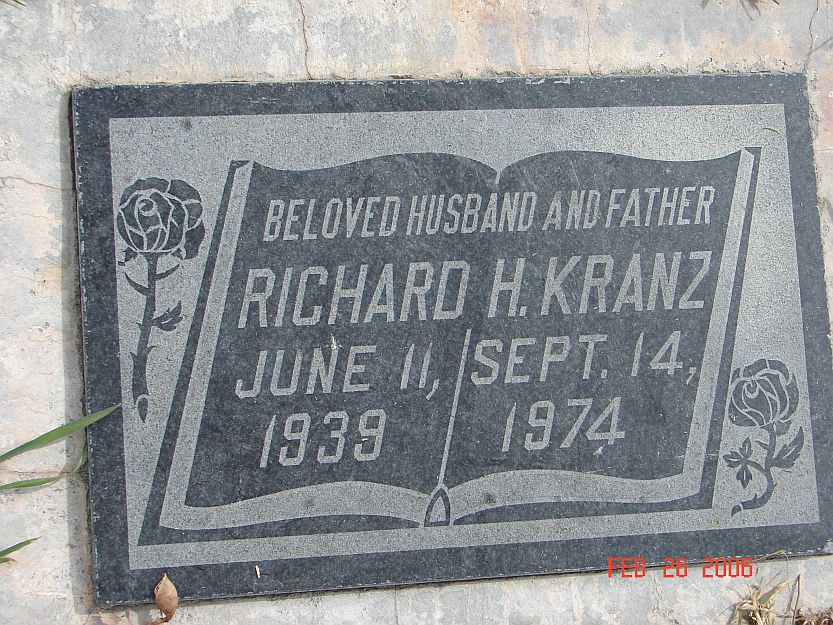 BELOVED HUSBAND AND FATHER
RICHARD H. KRANZ
JUNE 11, SEPT. 14,
1939 1974
FEB 26 2006